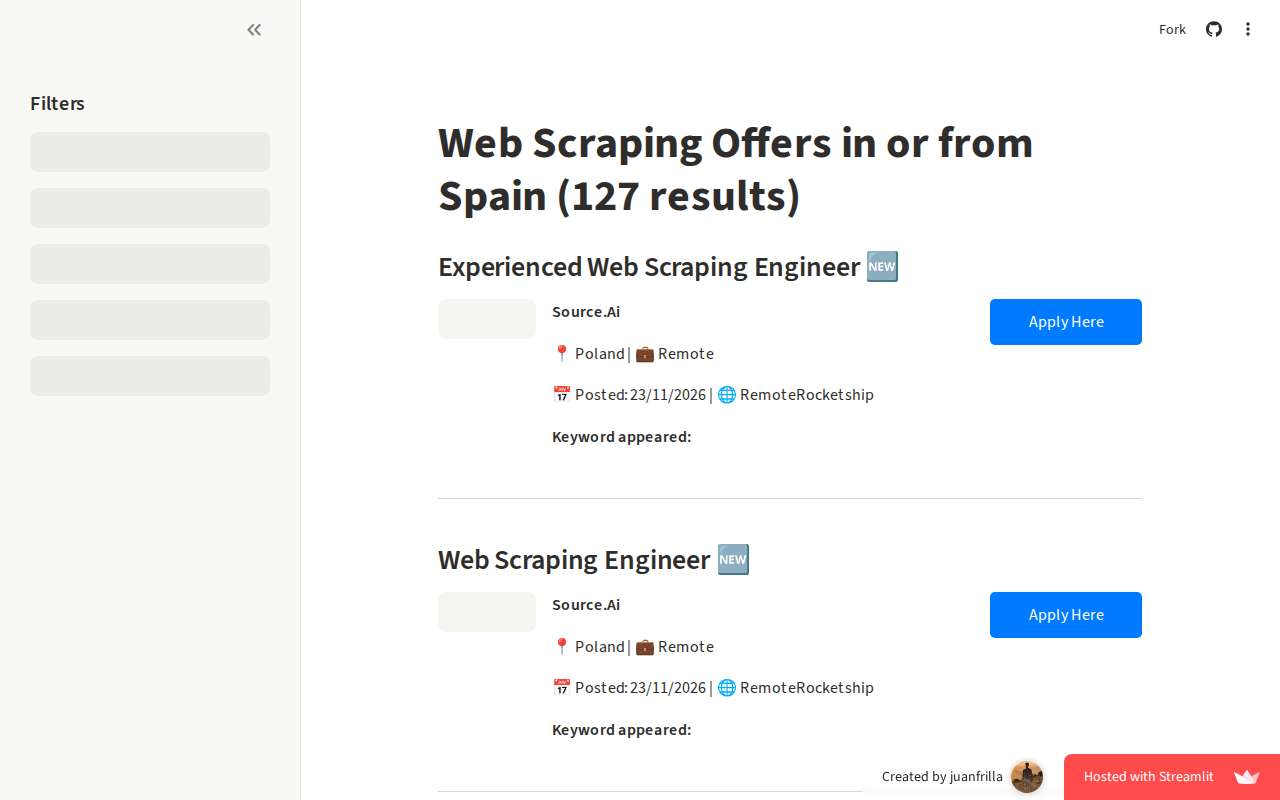 Fork
Filters
Web Scraping Offers in or from
Spain (127 results)
Experienced Web Scraping Engineer 🆕
Source.Ai
Apply Here
📍 Poland | 💼 Remote
📅 Posted: 23/11/2026 | 🌐 RemoteRocketship
Keyword appeared:
Web Scraping Engineer 🆕
Source.Ai
Apply Here
📍 Poland | 💼 Remote
📅 Posted: 23/11/2026 | 🌐 RemoteRocketship
Keyword appeared:
Created by juanfrilla
Hosted with Streamlit